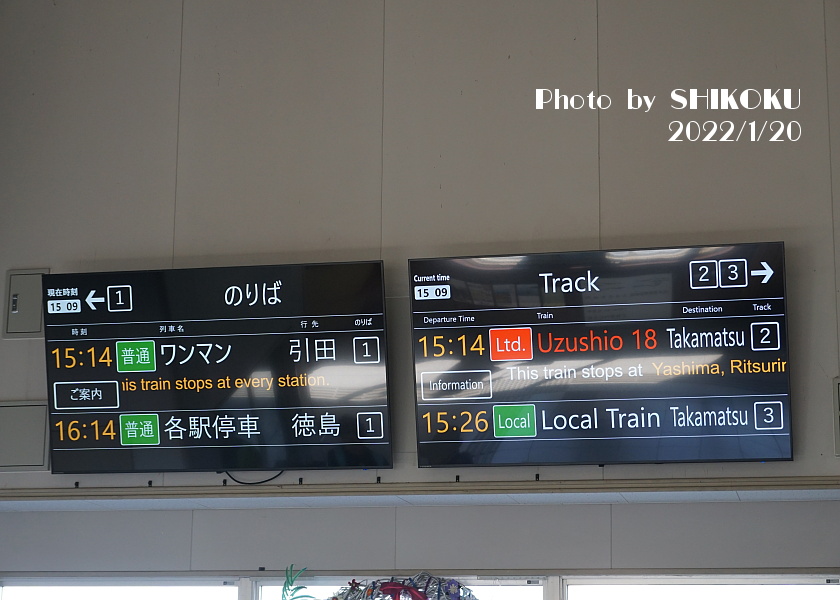 Photo by SHIKOKU
2022/1/20
現在時刻
15 09
← 1
のりば
時刻 列車名 行先 のりば
15:14 普通 ワンマン 引田 1
ご案内 his train stops at every station.
16:14 普通 各駅停車 徳島 1
Current time
15 09
Track
2 3 →
Departure Time Train Destination Track
15:14 Ltd. Uzushio 18 Takamatsu 2
Information This train stops at Yashima, Ritsurin
15:26 Local Local Train Takamatsu 3